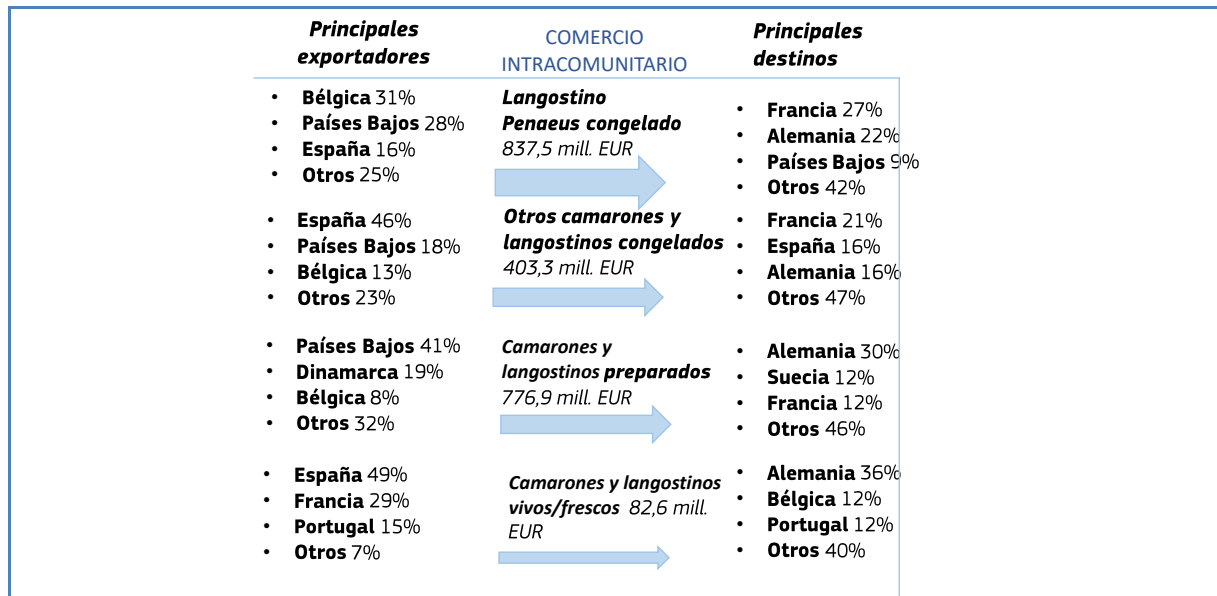 Principales
exportadores
COMERCIO
INTRACOMUNITARIO
Principales
destinos
• Bélgica 31%
• Países Bajos 28%
• España 16%
• Otros 25%
Langostino
Penaeus congelado
837,5 mill. EUR
• Francia 27%
• Alemania 22%
• Países Bajos 9%
• Otros 42%
• España 46%
• Países Bajos 18%
• Bélgica 13%
• Otros 23%
Otros camarones y
langostinos congelados
403,3 mill. EUR
• Francia 21%
• España 16%
• Alemania 16%
• Otros 47%
• Países Bajos 41%
• Dinamarca 19%
• Bélgica 8%
• Otros 32%
Camarones y
langostinos preparados
776,9 mill. EUR
• Alemania 30%
• Suecia 12%
• Francia 12%
• Otros 46%
• España 49%
• Francia 29%
• Portugal 15%
• Otros 7%
Camarones y langostinos
vivos/frescos 82,6 mill.
EUR
• Alemania 36%
• Bélgica 12%
• Portugal 12%
• Otros 40%